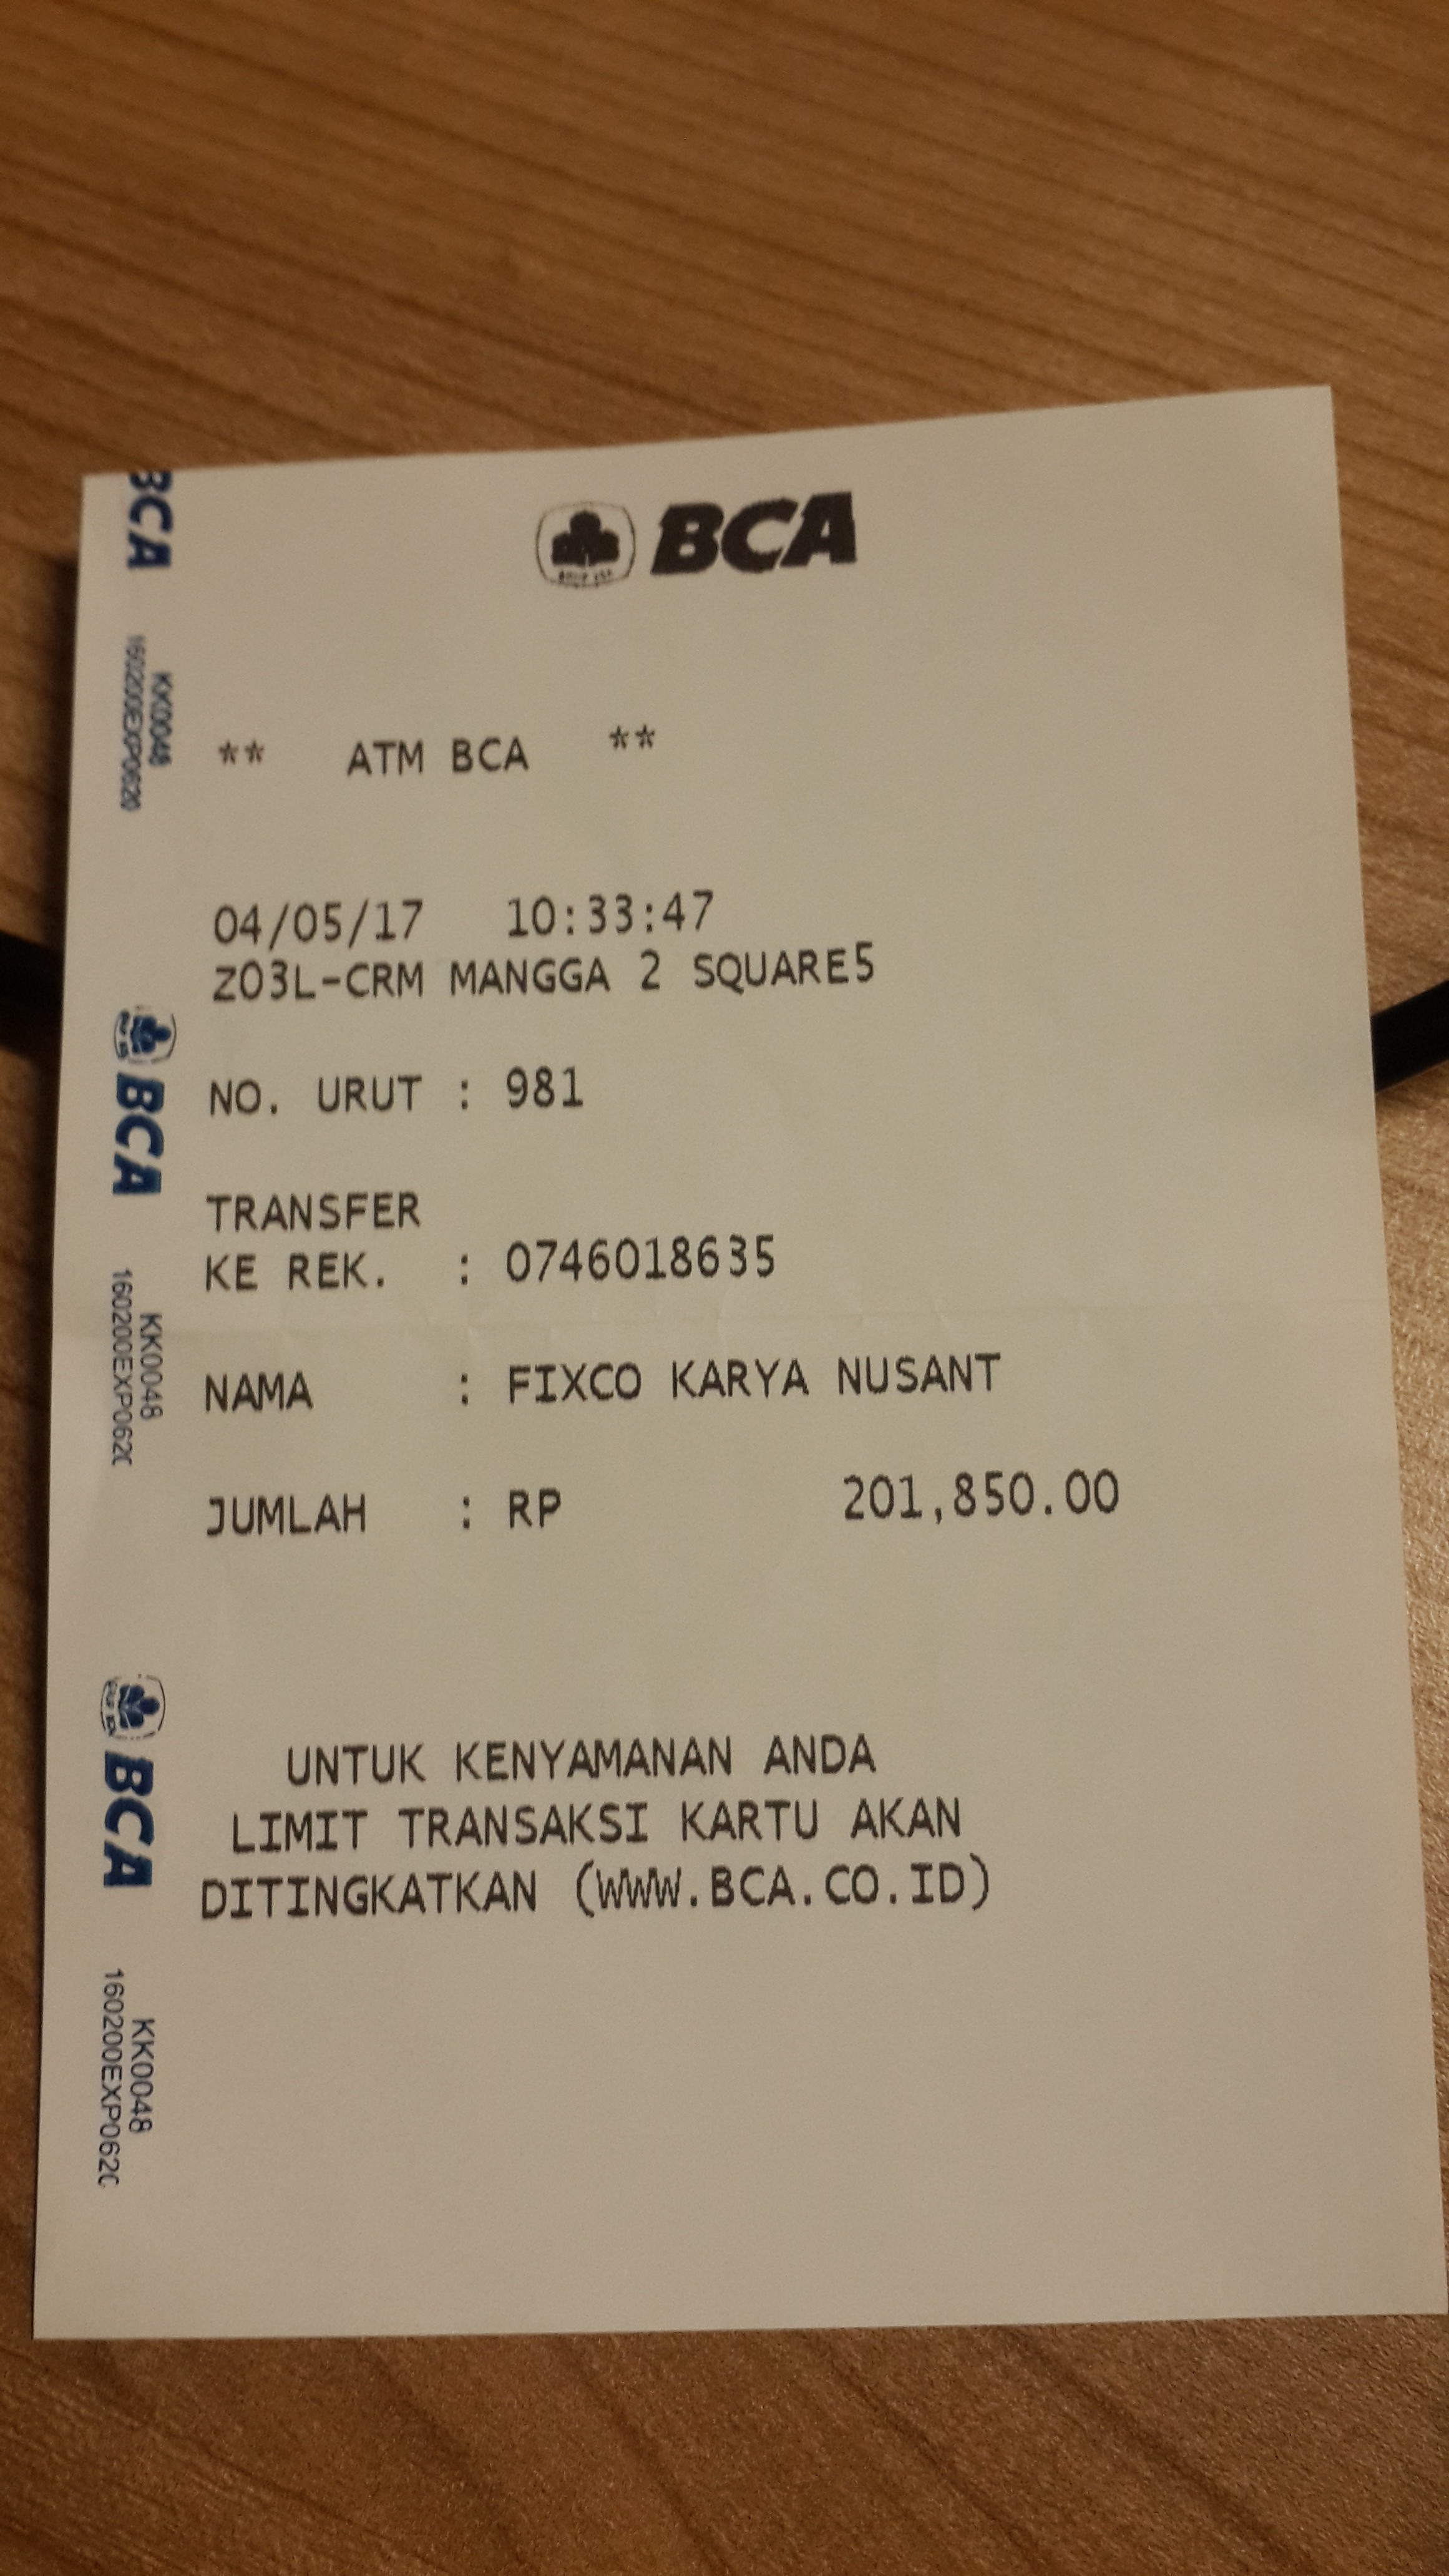 BCA
** ATM BCA **
04/05/17 10:33:47
Z03L-CRM MANGGA 2 SQUARE5
NO. URUT : 981
TRANSFER
KE REK. : 0746018635
NAMA : FIXCO KARYA NUSANT
JUMLAH : RP 201,850.00
UNTUK KENYAMANAN ANDA
LIMIT TRANSAKSI KARTU AKAN
DITINGKATKAN (WWW.BCA.CO.ID)
BCA
KK0048
160200EXP0620
BCA
KK0048
160200EXP0620
BCA
KK0048
160200EXP0620